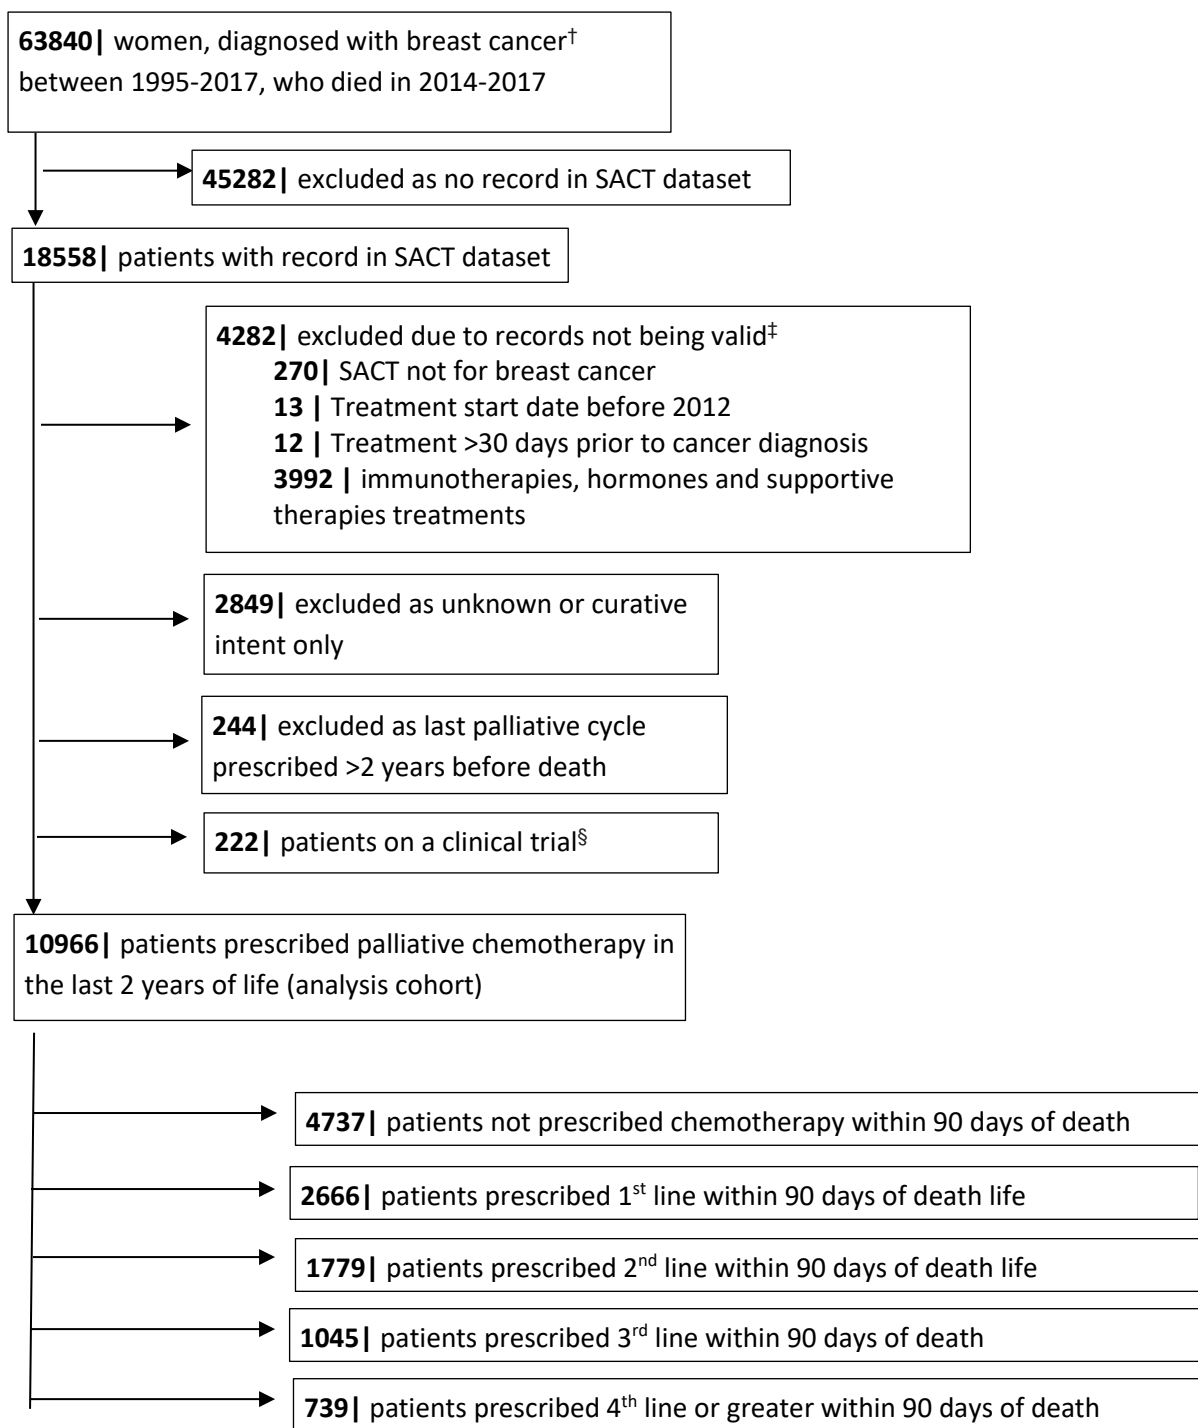 63840| women, diagnosed with breast cancer†
between 1995-2017, who died in 2014-2017
45282| excluded as no record in SACT dataset
18558| patients with record in SACT dataset
4282| excluded due to records not being valid‡
270| SACT not for breast cancer
13 | Treatment start date before 2012
12 | Treatment >30 days prior to cancer diagnosis
3992 | immunotherapies, hormones and supportive
therapies treatments
2849| excluded as unknown or curative
intent only
244| excluded as last palliative cycle
prescribed >2 years before death
222| patients on a clinical trial§
10966| patients prescribed palliative chemotherapy in
the last 2 years of life (analysis cohort)
4737| patients not prescribed chemotherapy within 90 days of death
2666| patients prescribed 1st line within 90 days of death life
1779| patients prescribed 2nd line within 90 days of death life
1045| patients prescribed 3rd line within 90 days of death
739| patients prescribed 4th line or greater within 90 days of death